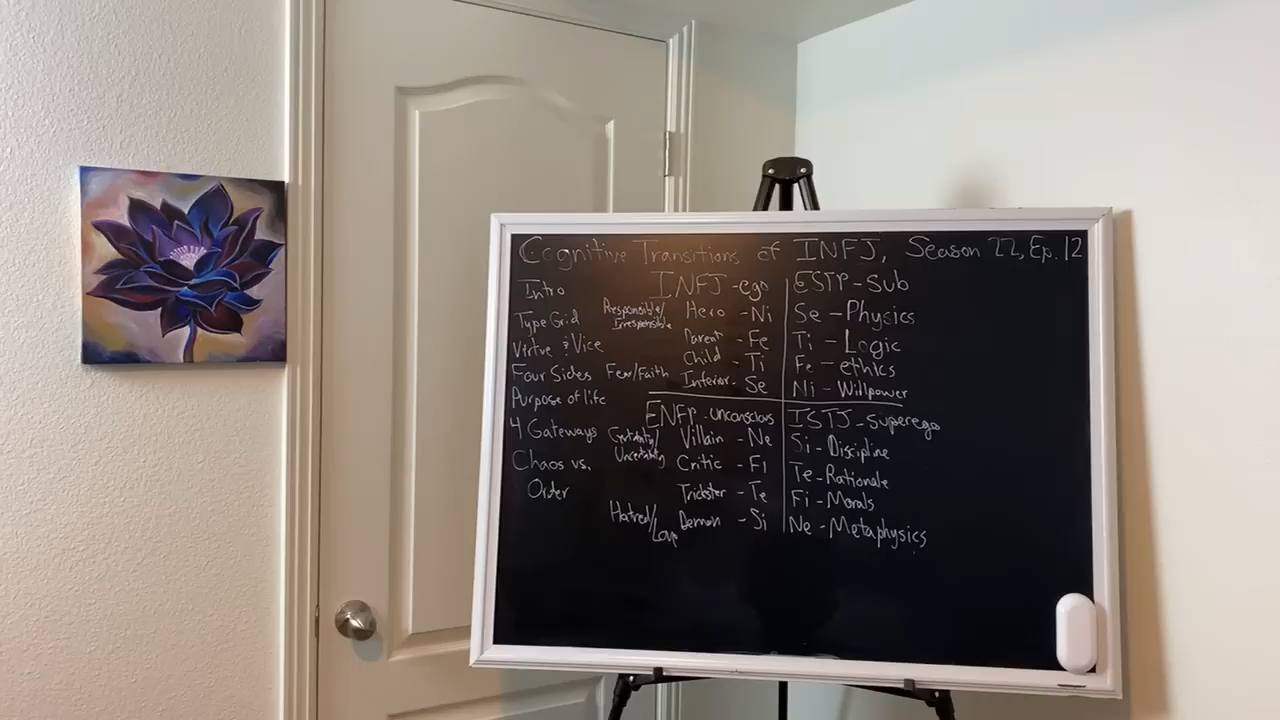 Cognitive Transitions of INFJ, Season 22, Ep. 12
Intro
Type Grid
Virtue & Vice
Four Sides
Purpose of life
4 Gateways
Chaos vs.
Order
INFJ - ego
Responsible/
Irresponsible
Hero - Ni
Parent - Fe
Child - Ti
Fear/Faith Inferior - Se
ESTP - Sub
Se - Physics
Ti - Logic
Fe - ethics
Ni - Willpower
ENFP - Unconscious
Certainty/
Uncertainty
Villain - Ne
Critic - Fi
Trickster - Te
Hatred/
Love
Demon - Si
ISTJ - Superego
Si - Discipline
Te - Rationale
Fi - Morals
Ne - Metaphysics